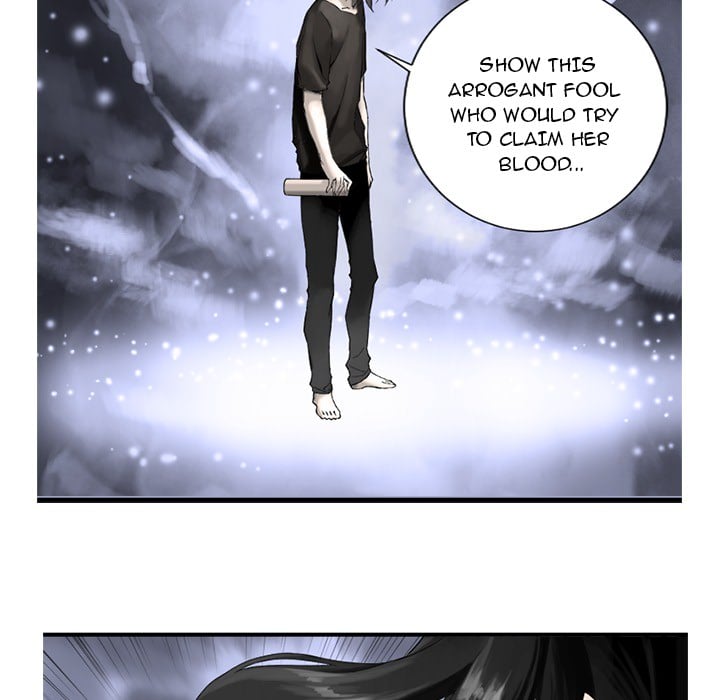 SHOW THIS
ARROGANT FOOL
WHO WOULD TRY
TO CLAIM HER
BLOOD...